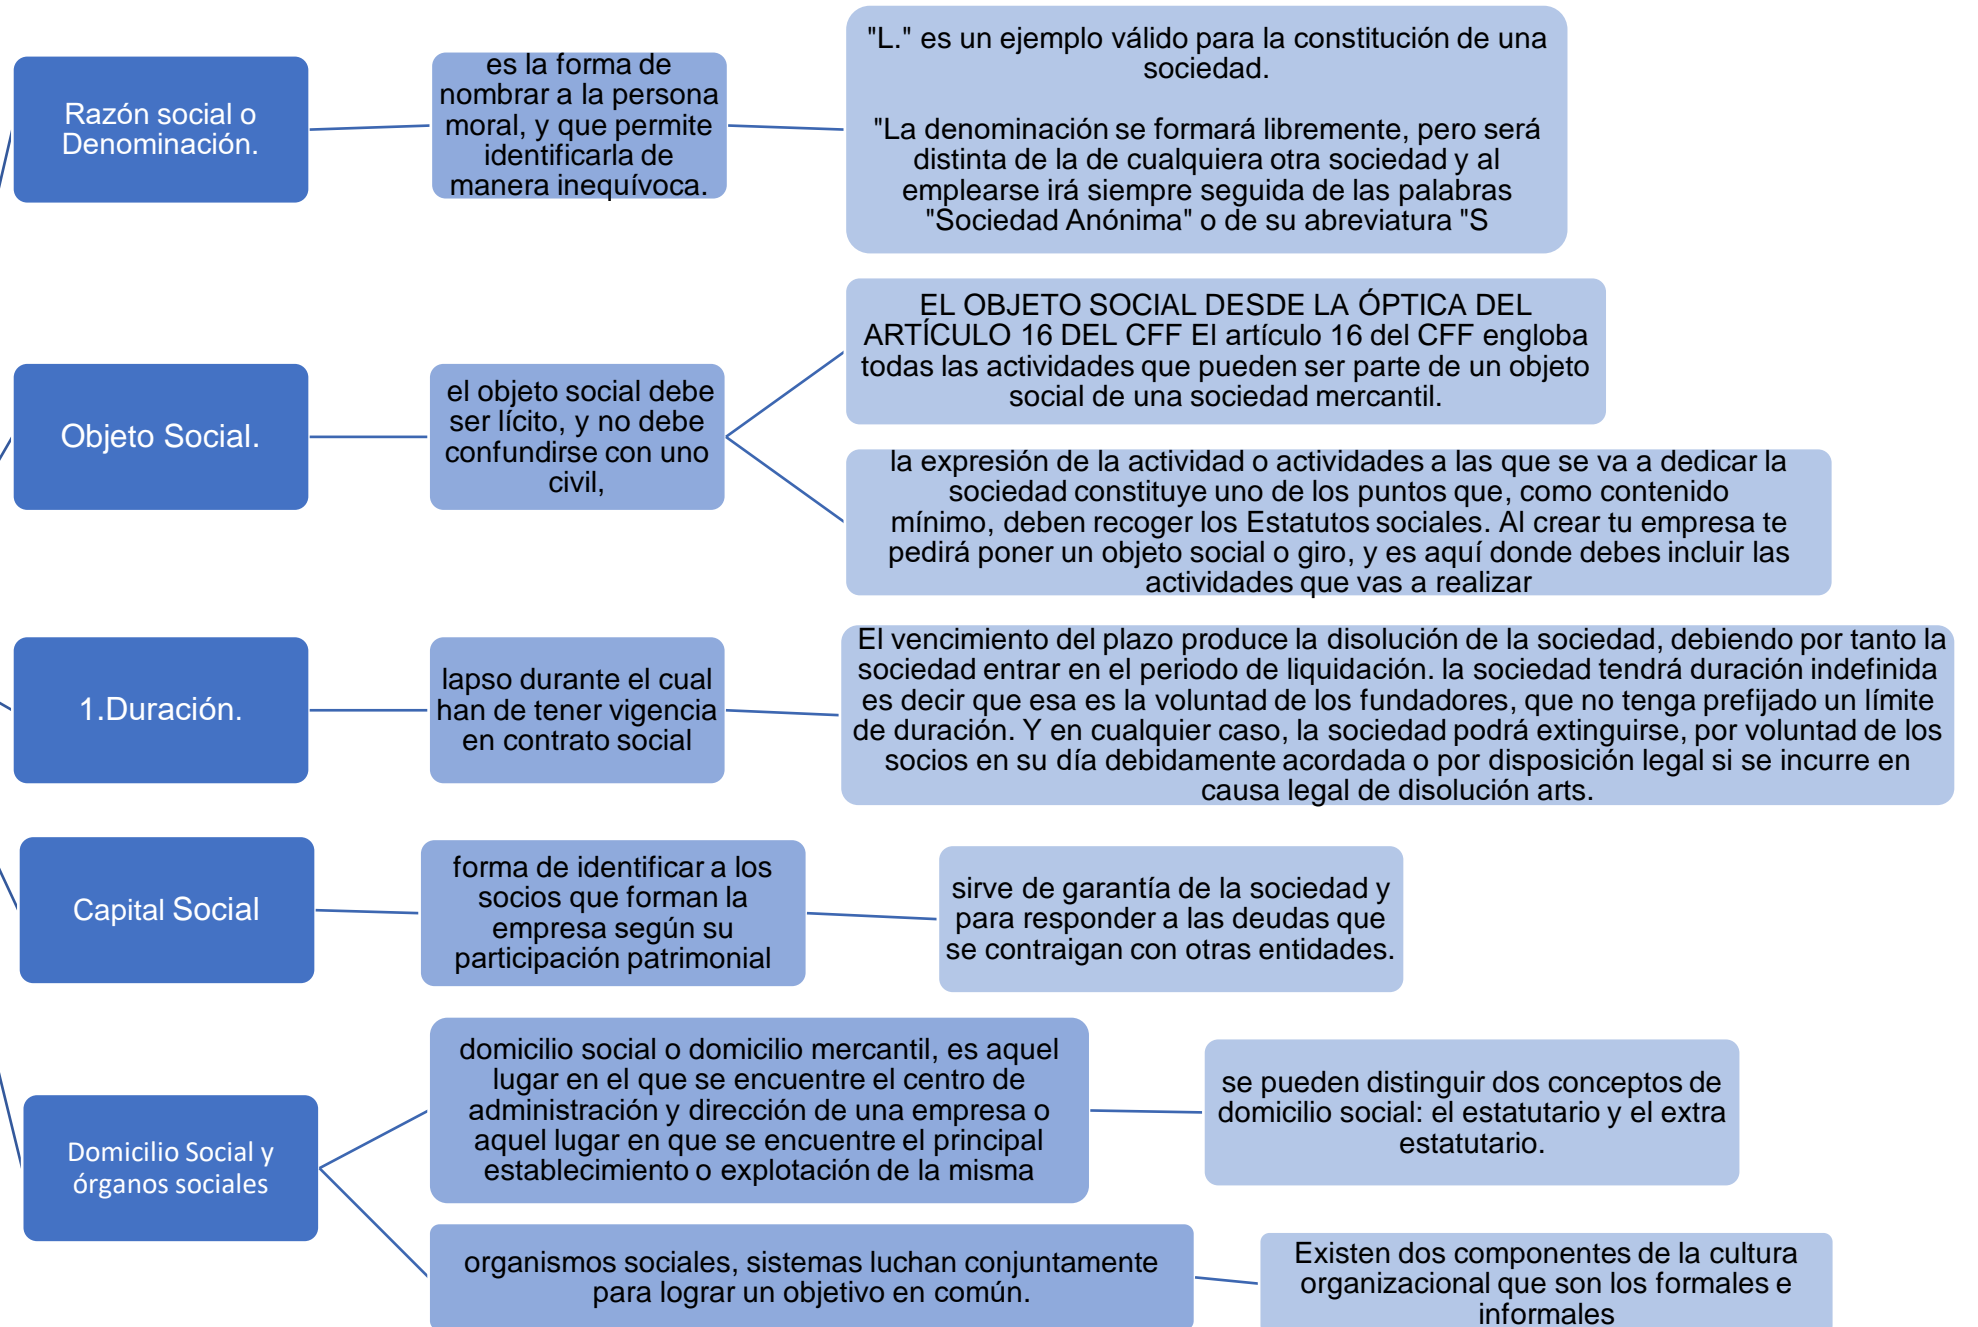 Razón social o
Denominación.
es la forma de
nombrar a la persona
moral, y que permite
identificarla de
manera inequívoca.
"L." es un ejemplo válido para la constitución de una
sociedad.
"La denominación se formará libremente, pero será
distinta de la de cualquiera otra sociedad y al
emplearse irá siempre seguida de las palabras
"Sociedad Anónima" o de su abreviatura "S
Objeto Social.
el objeto social debe
ser lícito, y no debe
confundirse con uno
civil,
EL OBJETO SOCIAL DESDE LA ÓPTICA DEL
ARTÍCULO 16 DEL CFF El artículo 16 del CFF engloba
todas las actividades que pueden ser parte de un objeto
social de una sociedad mercantil.
la expresión de la actividad o actividades a las que se va a dedicar la
sociedad constituye uno de los puntos que, como contenido
mínimo, deben recoger los Estatutos sociales. Al crear tu empresa te
pedirá poner un objeto social o giro, y es aquí donde debes incluir las
actividades que vas a realizar
1.Duración.
lapso durante el cual
han de tener vigencia
en contrato social
El vencimiento del plazo produce la disolución de la sociedad, debiendo por tanto la
sociedad entrar en el periodo de liquidación. la sociedad tendrá duración indefinida
es decir que esa es la voluntad de los fundadores, que no tenga prefijado un límite
de duración. Y en cualquier caso, la sociedad podrá extinguirse, por voluntad de los
socios en su día debidamente acordada o por disposición legal si se incurre en
causa legal de disolución arts.
Capital Social
forma de identificar a los
socios que forman la
empresa según su
participación patrimonial
sirve de garantía de la sociedad y
para responder a las deudas que
se contraigan con otras entidades.
Domicilio Social y
órganos sociales
domicilio social o domicilio mercantil, es aquel
lugar en el que se encuentre el centro de
administración y dirección de una empresa o
aquel lugar en que se encuentre el principal
establecimiento o explotación de la misma
se pueden distinguir dos conceptos de
domicilio social: el estatutario y el extra
estatutario.
organismos sociales, sistemas luchan conjuntamente
para lograr un objetivo en común.
Existen dos componentes de la cultura
organizacional que son los formales e
informales